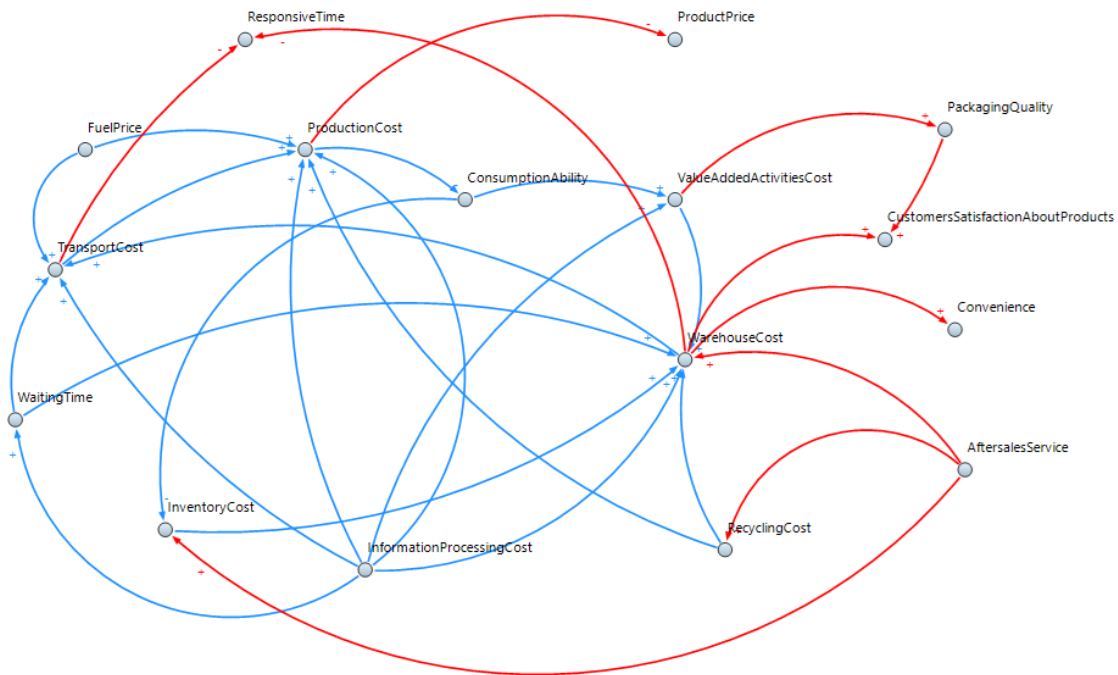 ResponsiveTime
ProductPrice
PackagingQuality
FuelPrice
ProductionCost
ConsumptionAbility
ValueAddedActivitiesCost
CustomersSatisfactionAboutProducts
TransportCost
Convenience
WarehouseCost
WaitingTime
AftersalesService
InventoryCost
RecyclingCost
InformationProcessingCost